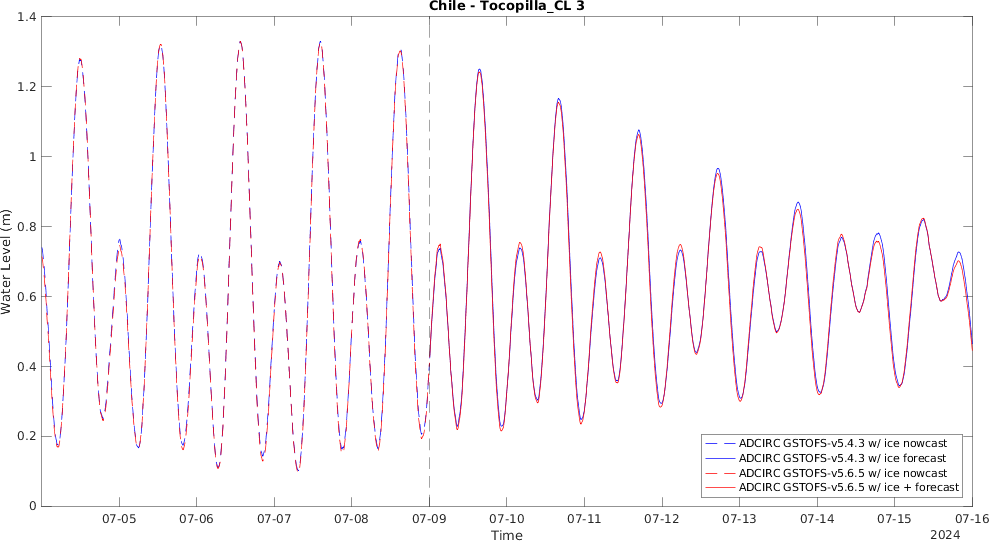 Chile - Tocopilla_CL 3
1.4
1.2
1
0.8
0.6
0.4
0.2
0
Water Level (m)
07-05 07-06 07-07 07-08 07-09 07-10 07-11 07-12 07-13 07-14 07-15 07-16
Time
2024
ADCIRC GSTOFS-v5.4.3 w/ ice nowcast
ADCIRC GSTOFS-v5.4.3 w/ ice forecast
ADCIRC GSTOFS-v5.6.5 w/ ice nowcast
ADCIRC GSTOFS-v5.6.5 w/ ice + forecast